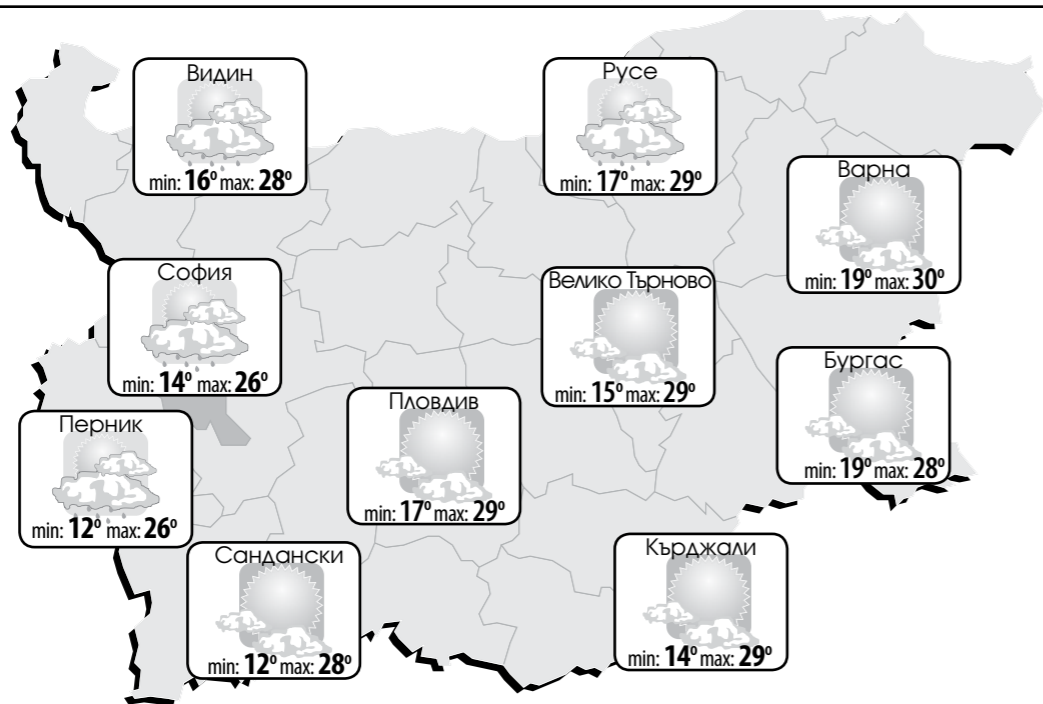 Видин
min: 16° max: 28°
Русе
min: 17° max: 29°
Варна
min: 19° max: 30°
София
min: 14° max: 26°
Велико Търново
min: 15° max: 29°
Бургас
min: 19° max: 28°
Пловдив
min: 17° max: 29°
Перник
min: 12° max: 26°
Сандански
min: 12° max: 28°
Кърджали
min: 14° max: 29°